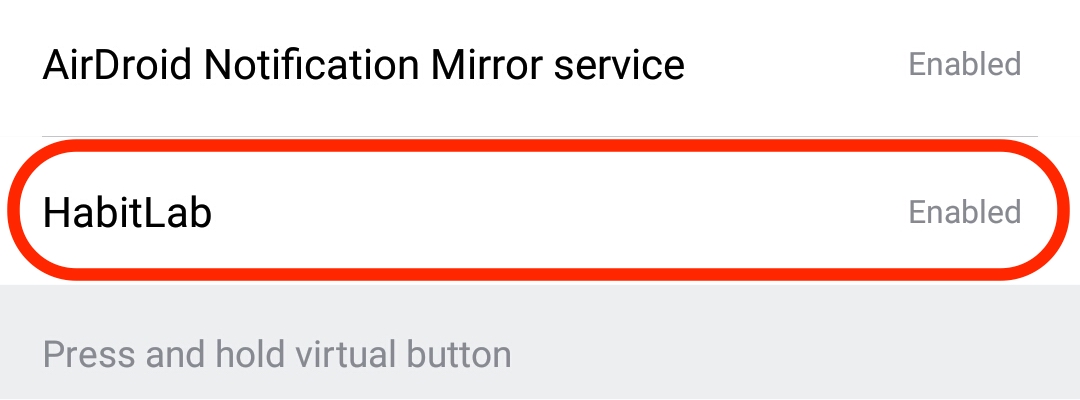 AirDroid Notification Mirror service Enabled
HabitLab Enabled
Press and hold virtual button